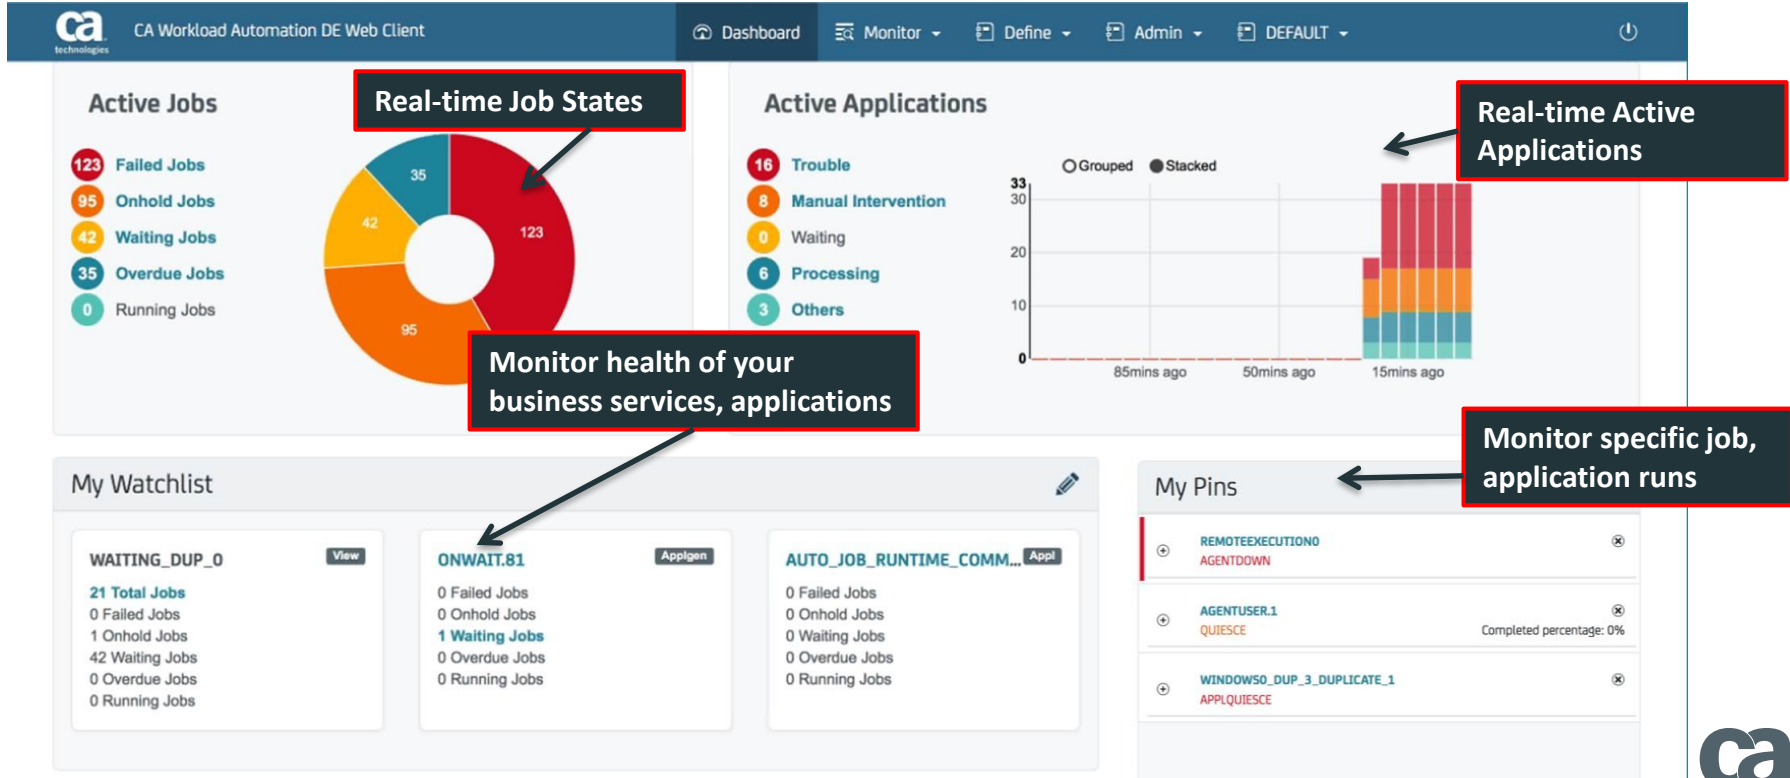 ca
technologies
CA Workload Automation DE Web Client
Dashboard
Monitor
Define
Admin
DEFAULT
Active Jobs
Real-time Job States
123 Failed Jobs
95 Onhold Jobs
42 Waiting Jobs
35 Overdue Jobs
0 Running Jobs
35
42
123
95
Active Applications
Real-time Active
Applications
16 Trouble
8 Manual Intervention
0 Waiting
6 Processing
3 Others
Grouped Stacked
33
30
20
10
0
85mins ago 50mins ago 15mins ago
Monitor health of your
business services, applications
Monitor specific job,
application runs
My Watchlist
WAITING_DUP_0 View
21 Total Jobs
0 Failed Jobs
1 Onhold Jobs
42 Waiting Jobs
0 Overdue Jobs
0 Running Jobs
ONWAIT.81 Applgen
0 Failed Jobs
0 Onhold Jobs
1 Waiting Jobs
0 Overdue Jobs
0 Running Jobs
AUTO_JOB_RUNTIME_COMM... Appl
0 Failed Jobs
0 Onhold Jobs
0 Waiting Jobs
0 Overdue Jobs
0 Running Jobs
My Pins
REMOTEEXECUTION0
AGENTDOWN
AGENTUSER.1
QUIESCE Completed percentage: 0%
WINDOWS0_DUP_3_DUPLICATE_1
APPLQUIESCE
ca